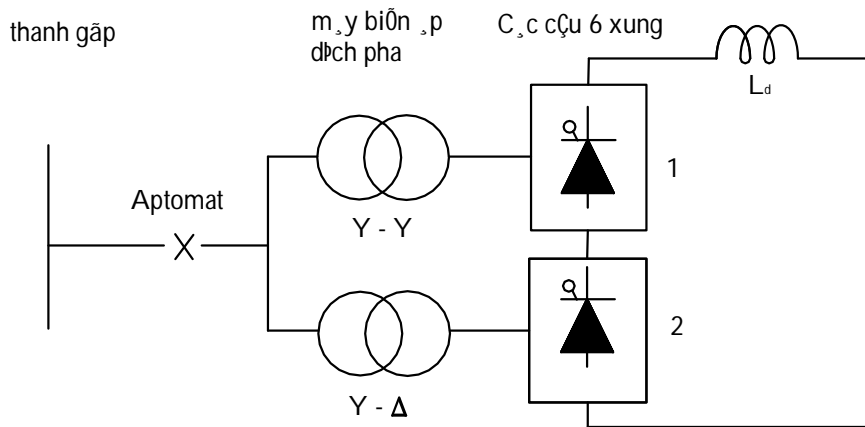 thanh gãp
m¸y biÕn ¸p
dÞch pha
C¸c cÇu 6 xung
Ld
1
Aptomat
Y - Y
2
Y - Δ